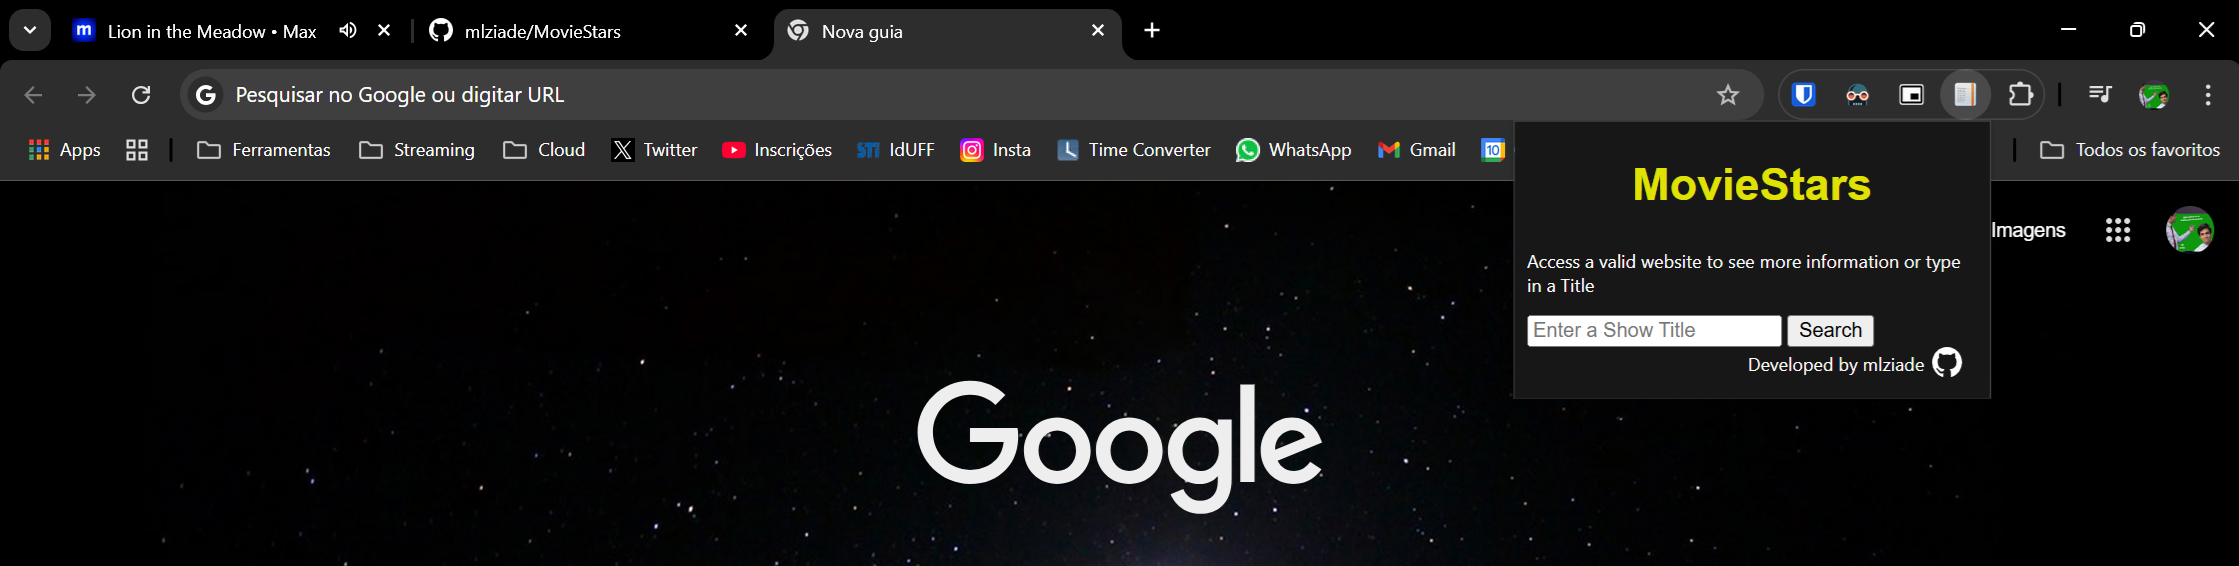 Lion in the Meadow • Max
mlziade/MovieStars
Nova guia
Pesquisar no Google ou digitar URL
Apps
Ferramentas
Streaming
Cloud
Twitter
Inscrições
STI
IdUFF
Insta
Time Converter
WhatsApp
Gmail
10
Todos os favoritos
MovieStars
Imagens
Access a valid website to see more information or type
in a Title
Enter a Show Title
Search
Developed by mlziade
Google